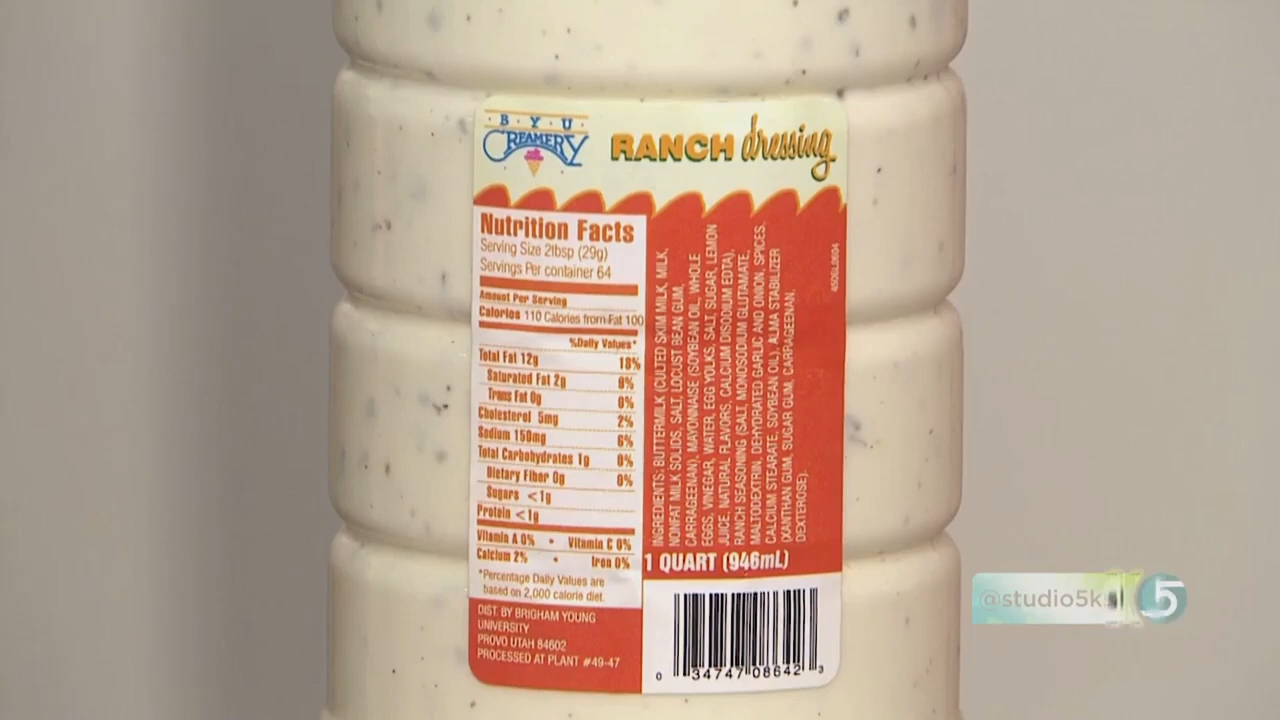 B·Y·U
CREAMERY
RANCH dressing
Nutrition Facts
Serving Size 2tbsp (29g)
Servings Per container 64
Amount Per Serving
Calories 110 Calories from Fat 100
%Daily Values*
Total Fat 12g 18%
Saturated Fat 2g 9%
Trans Fat 0g 0%
Cholesterol 5mg 2%
Sodium 150mg 6%
Total Carbohydrates 1g 0%
Dietary Fiber 0g 0%
Sugars <1g
Protein <1g
Vitamin A 0% • Vitamin C 0%
Calcium 2% • Iron 0%
*Percentage Daily Values are
based on 2,000 calorie diet.
DIST. BY BRIGHAM YOUNG
UNIVERSITY
PROVO UTAH 84602
PROCESSED AT PLANT #49-47
INGREDIENTS: BUTTERMILK (CULTED SKIM MILK, MILK,
NONFAT MILK SOLIDS, SALT, LOCUST BEAN GUM,
CARRAGEENAN). MAYONNAISE (SOYBEAN OIL, WHOLE
EGGS, VINEGAR, WATER, EGG YOLKS, SALT, SUGAR, LEMON
JUICE, NATURAL FLAVORS, CALCIUM DISODIUM EDTA),
RANCH SEASONING (SALT, MONOSODIUM GLUTAMATE,
MALTODEXTRIN, DEHYDRATED GARLIC AND ONION, SPICES,
CALCIUM STEARATE, SOYBEAN OIL). ALMA STABILIZER
(XANTHAN GUM, SUGAR GUM, CARRAGEENAN,
DEXTEROSE).
450GL0604
1 QUART (946mL)
0 34747 08642 3
@studio5k
5